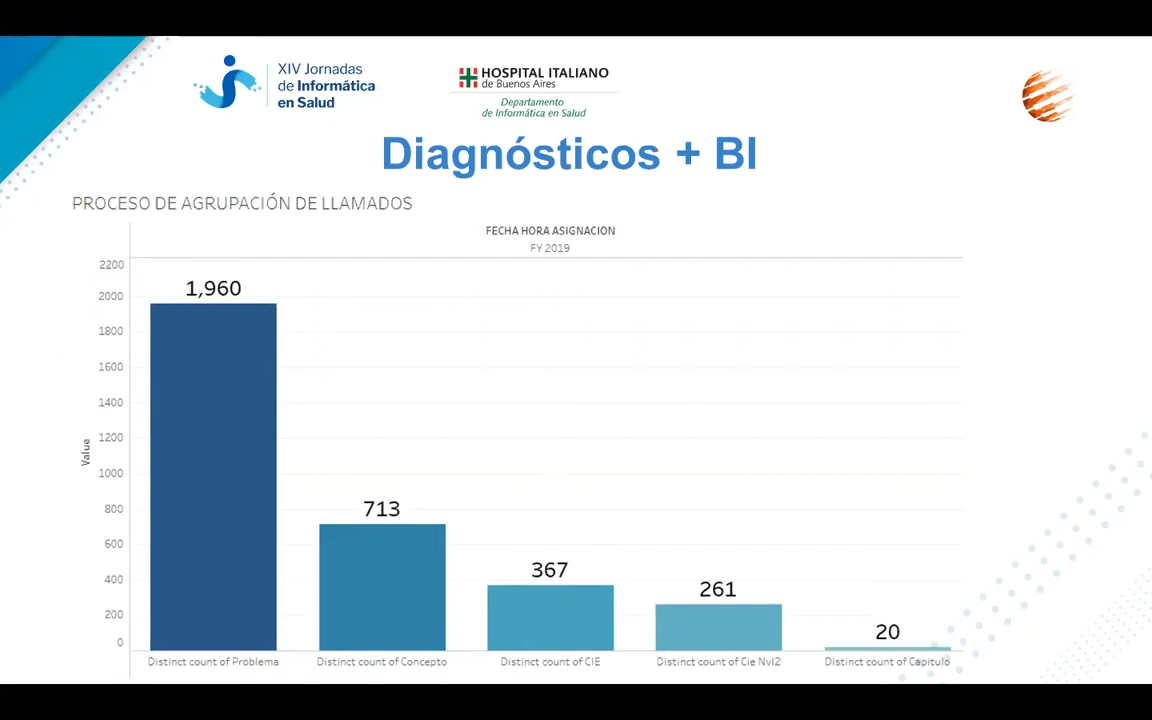 XIV Jornadas
de Informática
en Salud
HOSPITAL ITALIANO
de Buenos Aires
Departamento
de Informática en Salud
Diagnósticos + BI
PROCESO DE AGRUPACIÓN DE LLAMADOS
FECHA HORA ASIGNACION
FY 2019
2200
2000
1800
1600
1400
1200
1000
800
600
400
200
0
Value
1,960
713
367
261
20
Distinct count of Problema
Distinct count of Concepto
Distinct count of CIE
Distinct count of Cie Nvl2
Distinct count of Capitulo